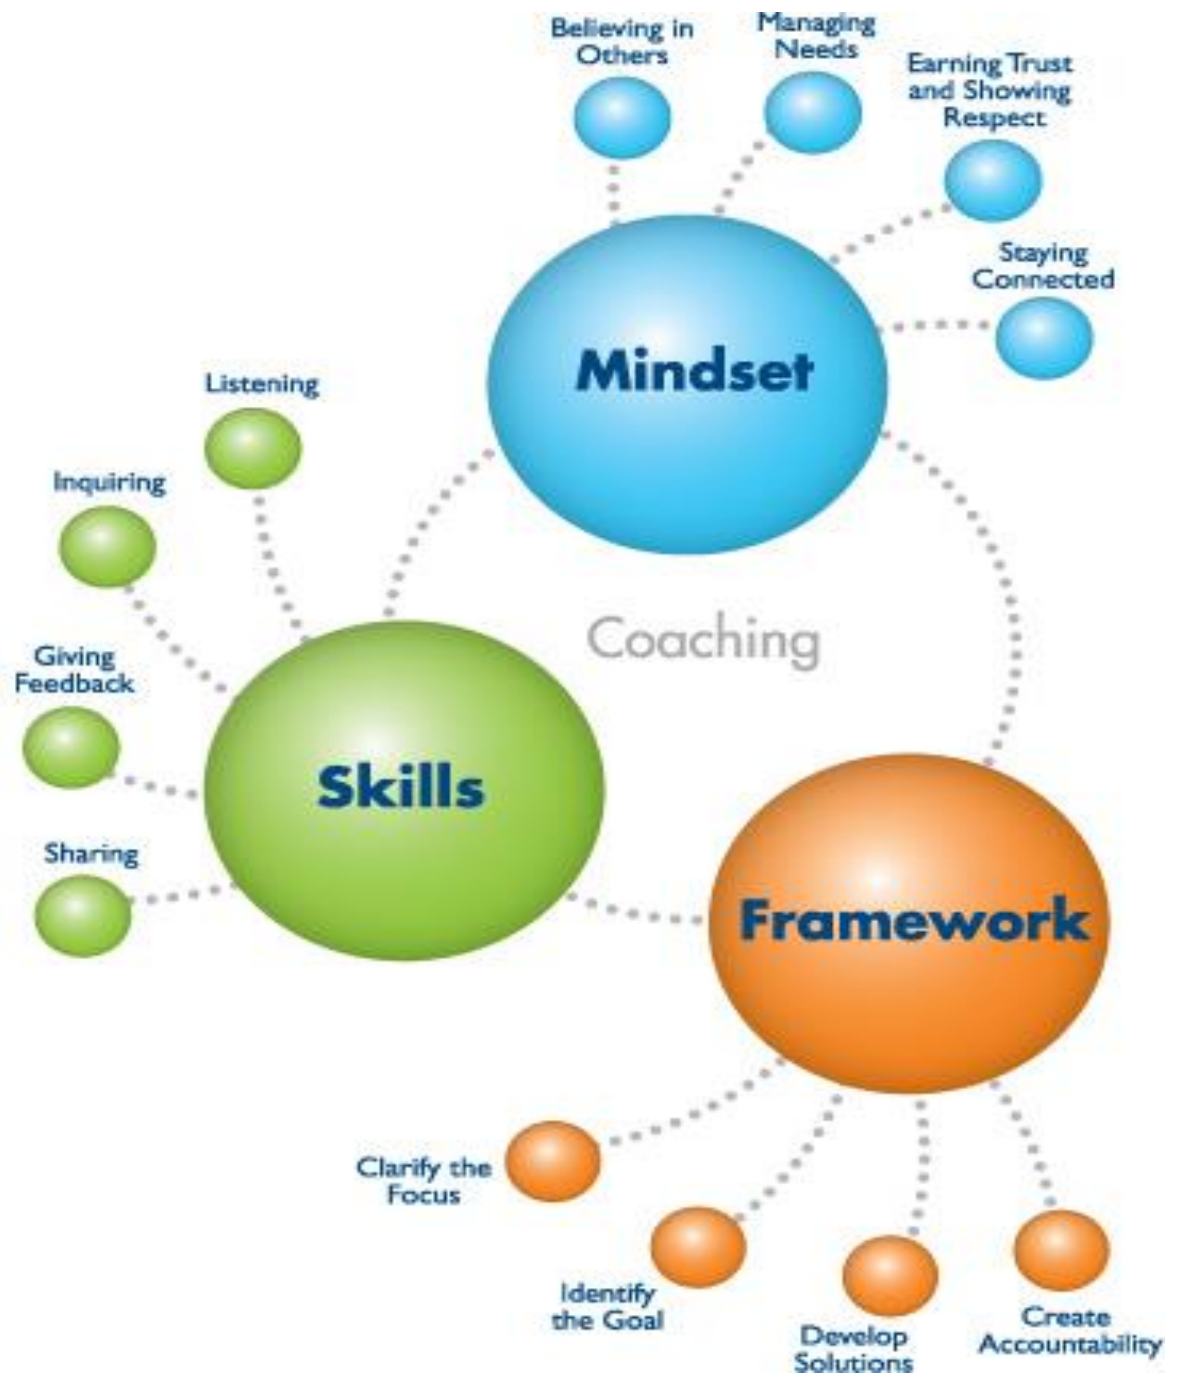 Believing in
Others
Managing
Needs
Earning Trust
and Showing
Respect
Staying
Connected
Mindset
Listening
Inquiring
Giving
Feedback
Sharing
Coaching
Skills
Framework
Clarify the
Focus
Identify
the Goal
Develop
Solutions
Create
Accountability